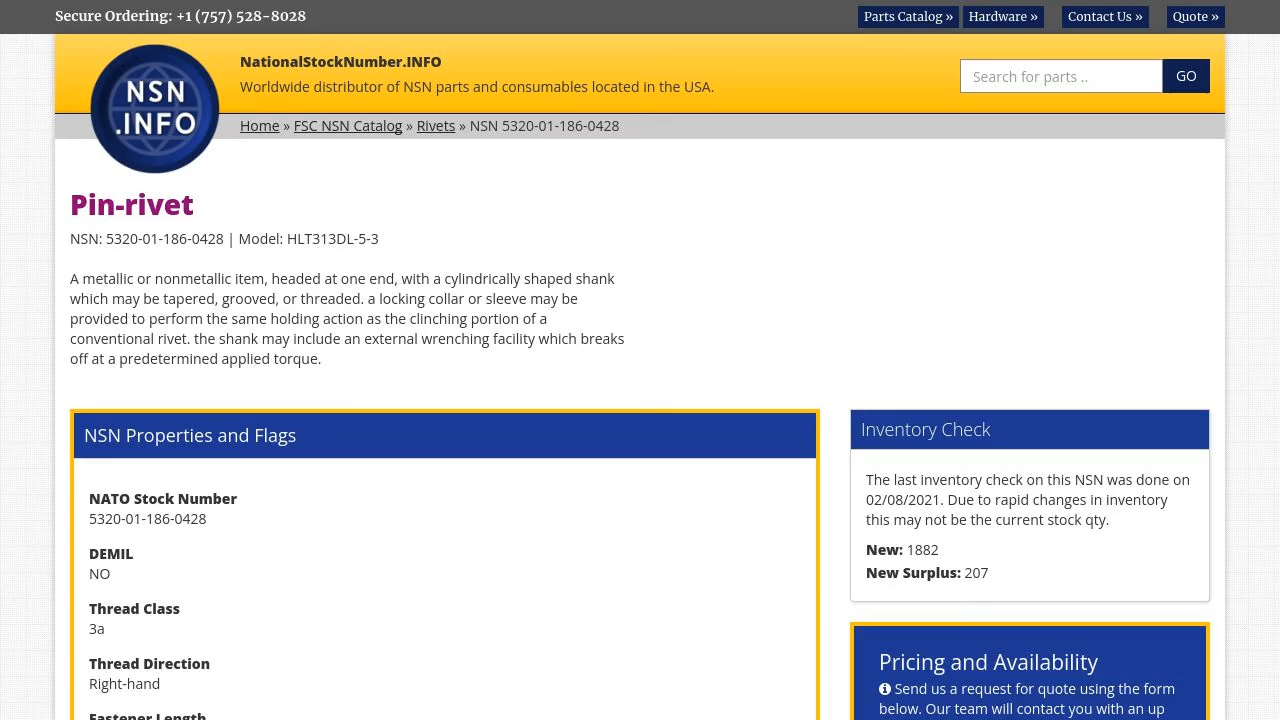 Secure Ordering: +1 (757) 528-8028
Parts Catalog » Hardware » Contact Us » Quote »
NSN
.INFO
NationalStockNumber.INFO
Worldwide distributor of NSN parts and consumables located in the USA.
Search for parts .. GO
Home » FSC NSN Catalog » Rivets » NSN 5320-01-186-0428
Pin-rivet
NSN: 5320-01-186-0428 | Model: HLT313DL-5-3
A metallic or nonmetallic item, headed at one end, with a cylindrically shaped shank
which may be tapered, grooved, or threaded. a locking collar or sleeve may be
provided to perform the same holding action as the clinching portion of a
conventional rivet. the shank may include an external wrenching facility which breaks
off at a predetermined applied torque.
NSN Properties and Flags
NATO Stock Number
5320-01-186-0428
DEMIL
NO
Thread Class
3a
Thread Direction
Right-hand
Fastener Length
Inventory Check
The last inventory check on this NSN was done on
02/08/2021. Due to rapid changes in inventory
this may not be the current stock qty.
New: 1882
New Surplus: 207
Pricing and Availability
Send us a request for quote using the form
below. Our team will contact you with an up